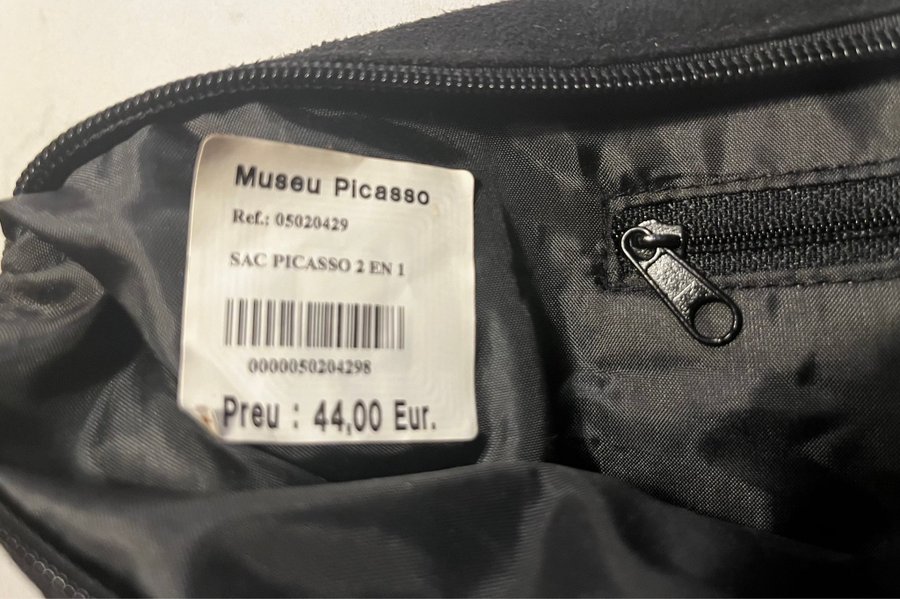 Museu Picasso
Ref.: 05020429
SAC PICASSO 2 EN 1
0000050204298
Preu : 44,00 Eur.